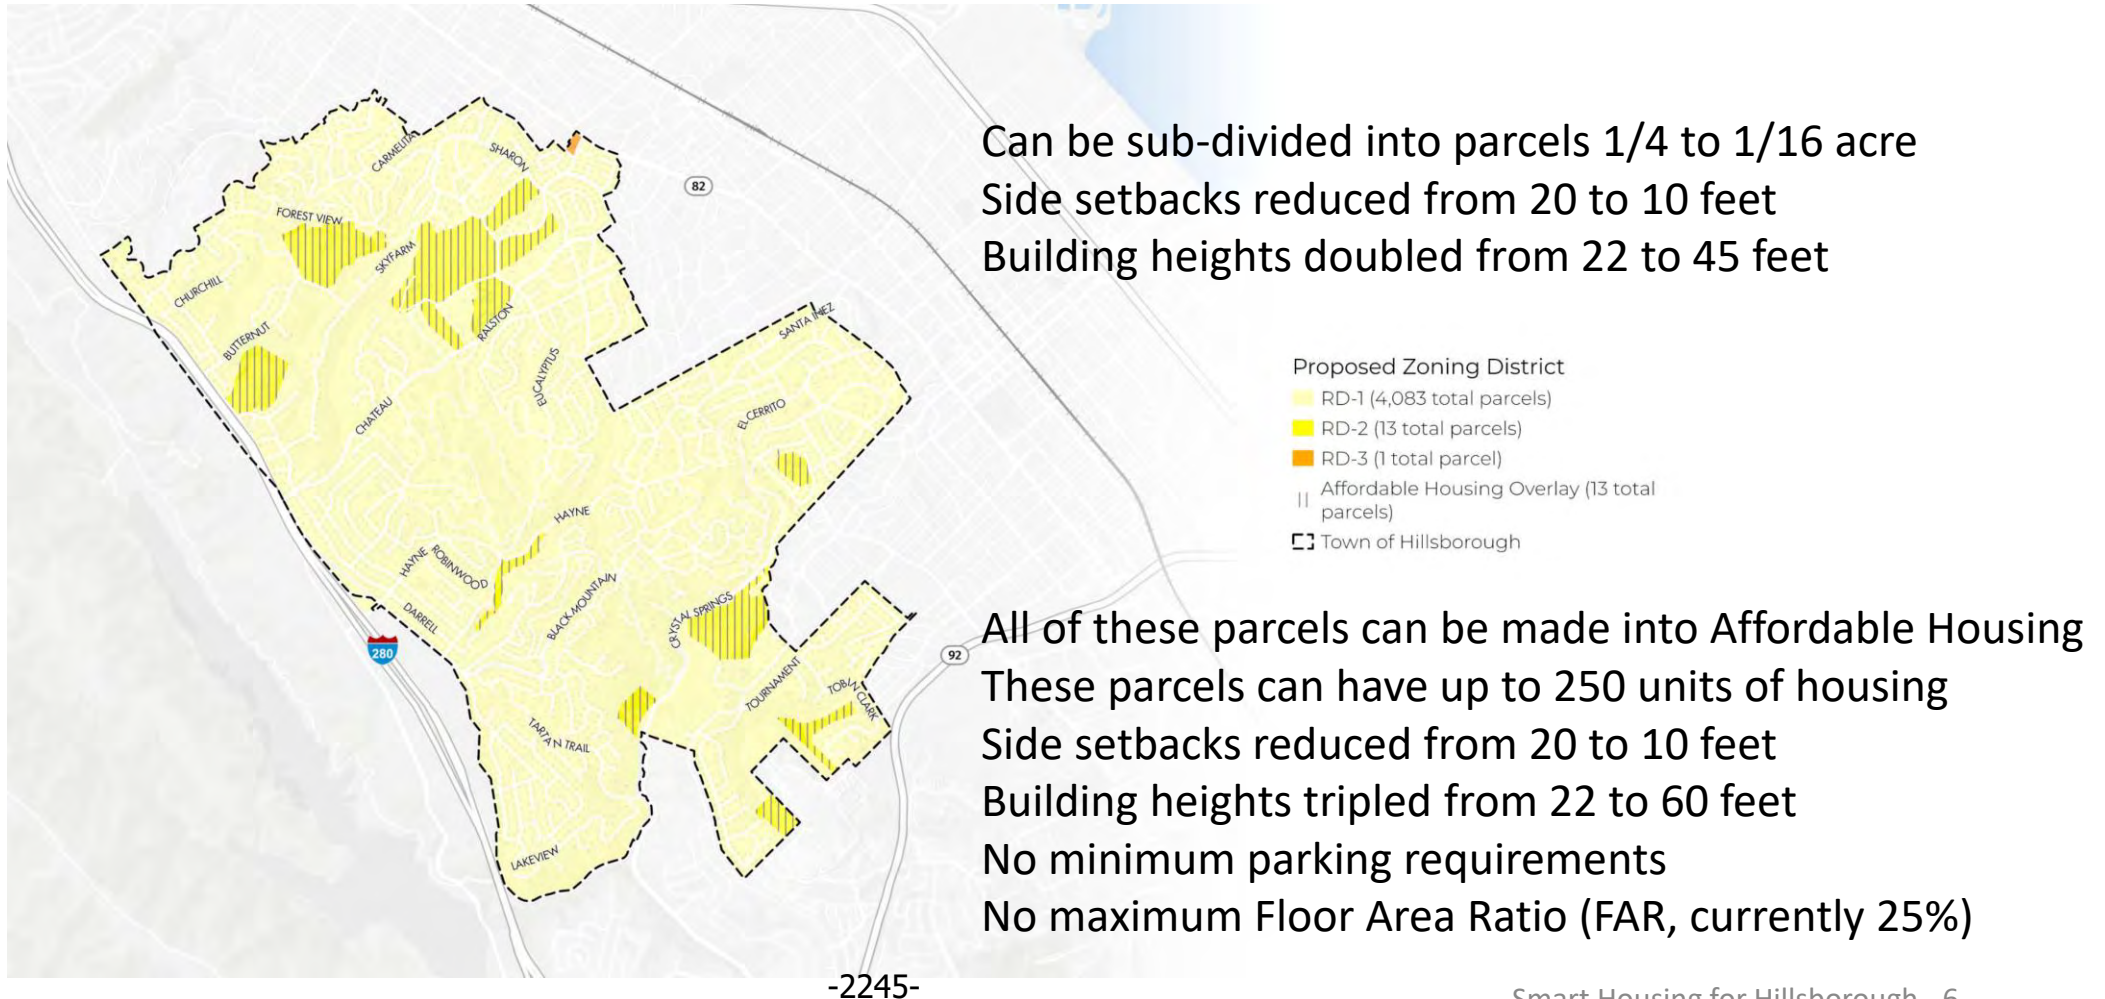 Can be sub-divided into parcels 1/4 to 1/16 acre
Side setbacks reduced from 20 to 10 feet
Building heights doubled from 22 to 45 feet
CARMELITA
SHARON
82
FOREST VIEW
SKYFARM
CHURCHILL
RALSTON
BUTTERNUT
SANTA INEZ
EUCALYPTUS
CHATEAU
EL CERRITO
Proposed Zoning District
RD-1 (4,083 total parcels)
RD-2 (13 total parcels)
RD-3 (1 total parcel)
Affordable Housing Overlay (13 total
parcels)
Town of Hillsborough
HAYNE
HAYNE
ROBINWOOD
BLACK MOUNTAIN
CRYSTAL SPRINGS
DARRELL
280
92
TOURNAMENT
TOBIN CLARK
TARTAN TRAIL
LAKEVIEW
All of these parcels can be made into Affordable Housing
These parcels can have up to 250 units of housing
Side setbacks reduced from 20 to 10 feet
Building heights tripled from 22 to 60 feet
No minimum parking requirements
No maximum Floor Area Ratio (FAR, currently 25%)
-2245-
Smart Housing for Hillsborough - 6